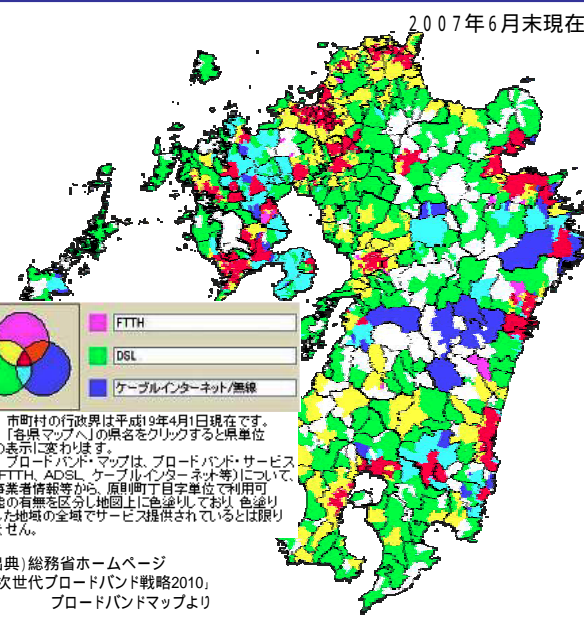 2007年6月末現在
FTTH
DSL
ケーブルインターネット/無線
市町村の行政界は平成19年4月1日現在です。
「各県マップへ」の県名をクリックすると県単位
の表示に変わります。
ブロードバンド・マップは、ブロードバンド・サービス
FTTH、ADSL、ケーブルインターネット等)について、
事業者情報等から、原則町丁目字単位で利用可
能の有無を区分し地図上に色塗りしており、色塗り
した地域の全域でサービス提供されているとは限り
ません。
出典)総務省ホームページ
次世代ブロードバンド戦略2010」
ブロードバンドマップより